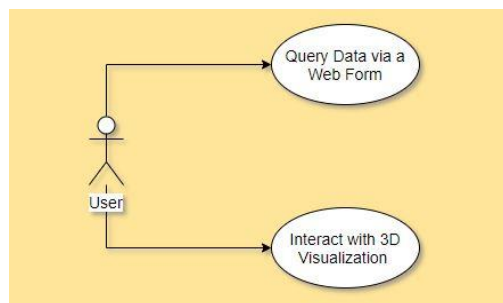 Query Data via a
Web Form
User
Interact with 3D
Visualization